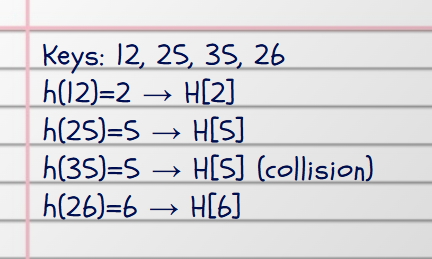 Keys: 12, 25, 35, 26
h(12)=2 → H[2]
h(25)=5 → H[5]
h(35)=5 → H[5] (collision)
h(26)=6 → H[6]